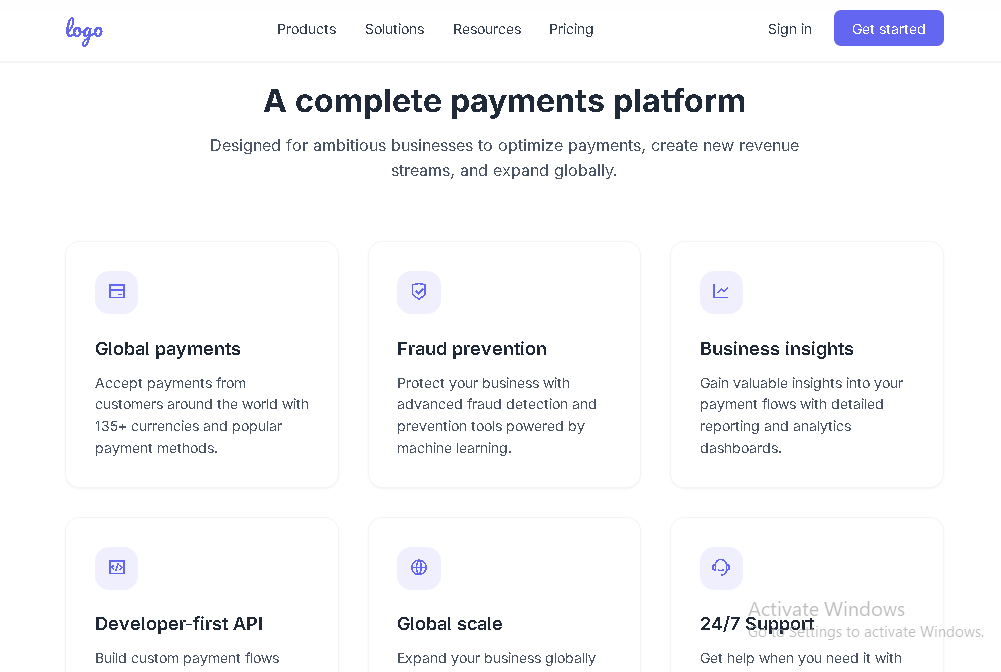 logo
Products Solutions Resources Pricing
Sign in Get started
A complete payments platform
Designed for ambitious businesses to optimize payments, create new revenue
streams, and expand globally.
Global payments
Accept payments from
customers around the world with
135+ currencies and popular
payment methods.
Fraud prevention
Protect your business with
advanced fraud detection and
prevention tools powered by
machine learning.
Business insights
Gain valuable insights into your
payment flows with detailed
reporting and analytics
dashboards.
Developer-first API
Build custom payment flows
Global scale
Expand your business globally
24/7 Support
Get help when you need it with
Activate Windows
Go to Settings to activate Windows.